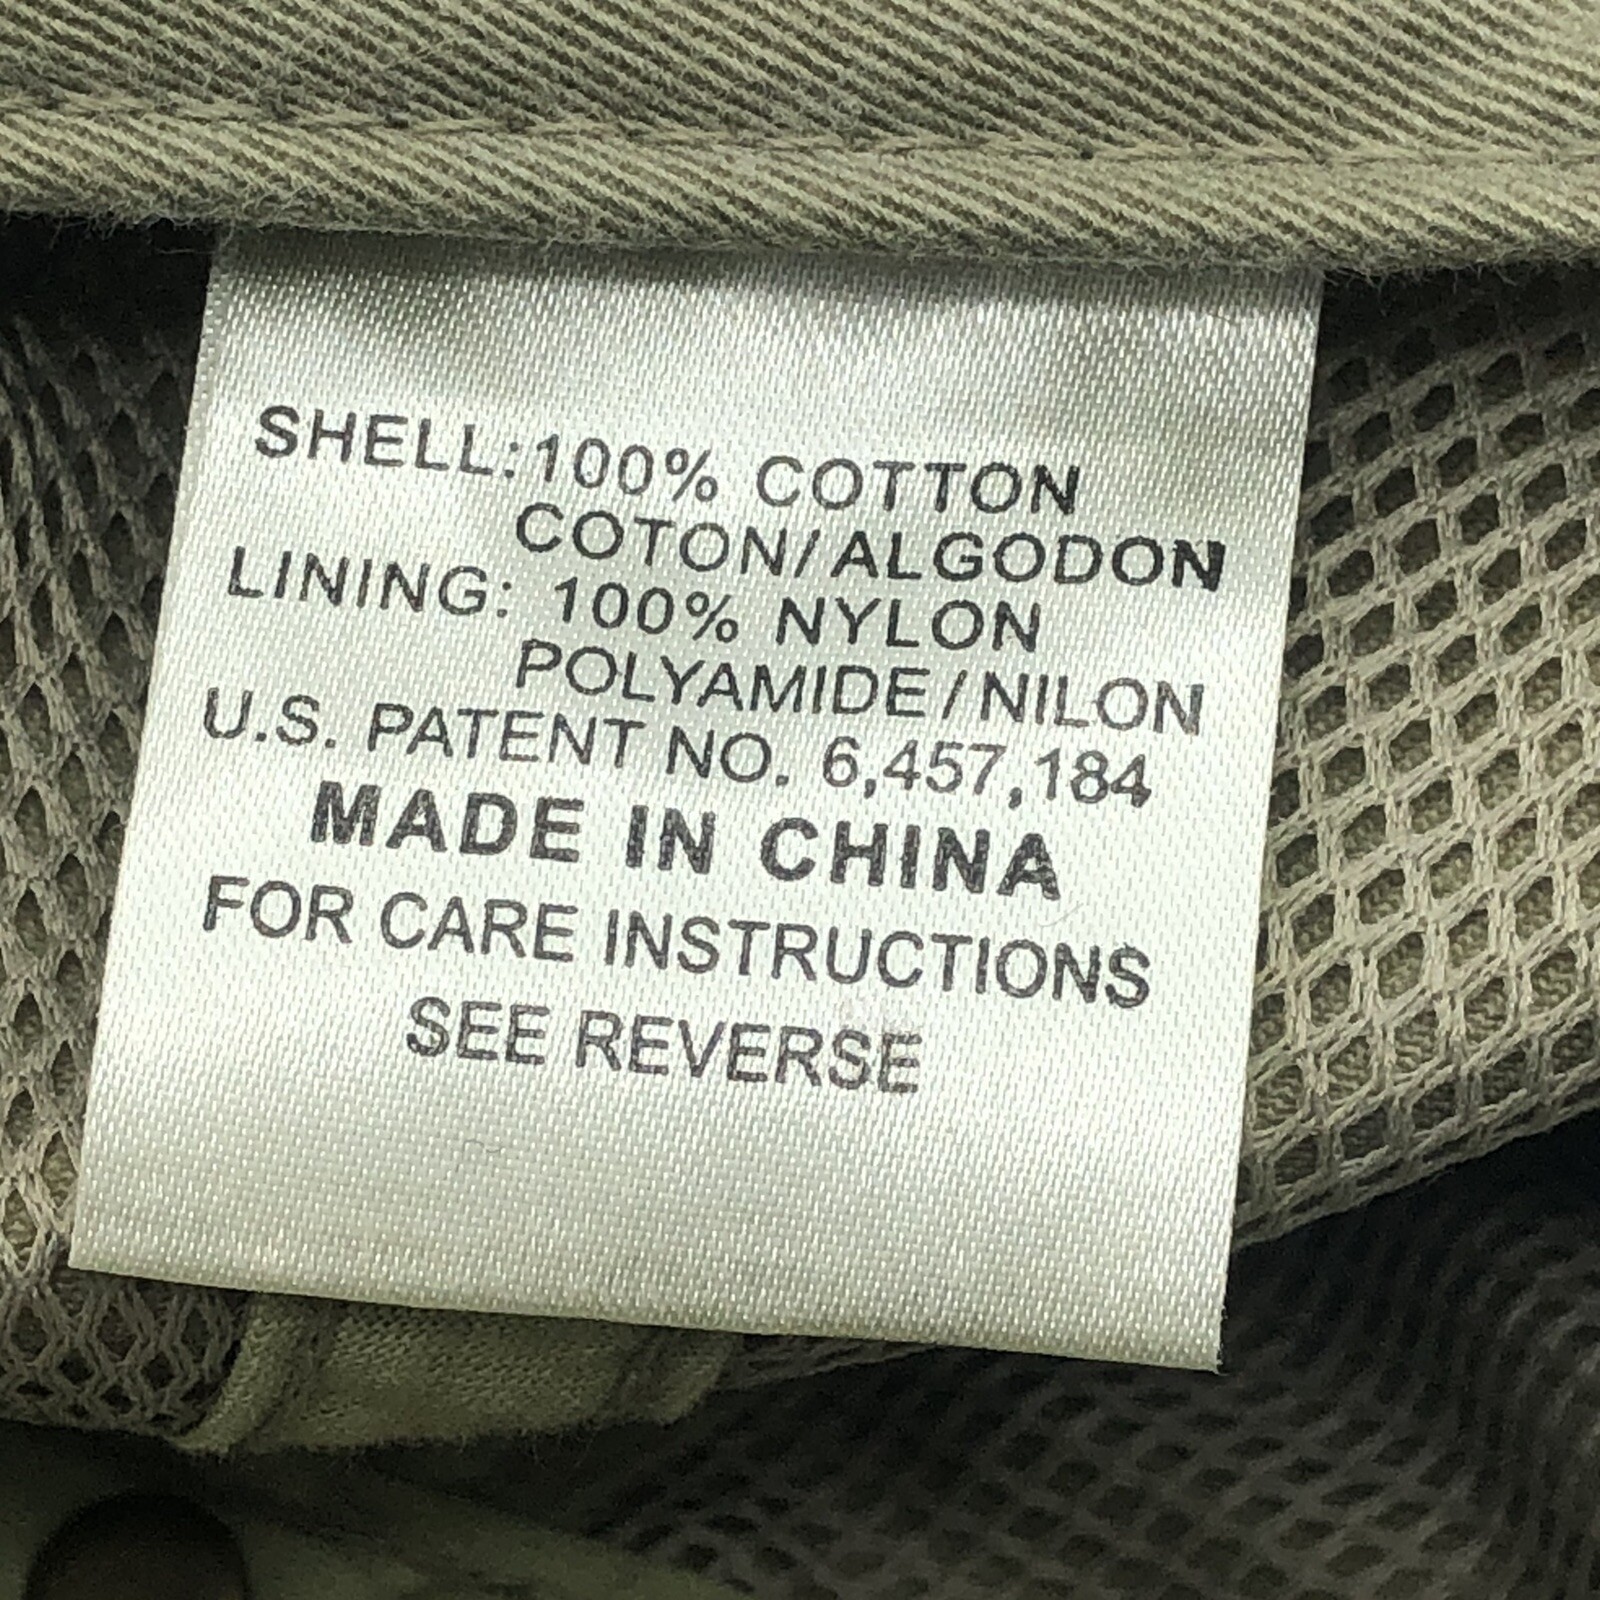 SHELL:100% COTTON
COTON/ALGODON
LINING: 100% NYLON
POLYAMIDE/NILON
U.S. PATENT NO. 6,457,184
MADE IN CHINA
FOR CARE INSTRUCTIONS
SEE REVERSE